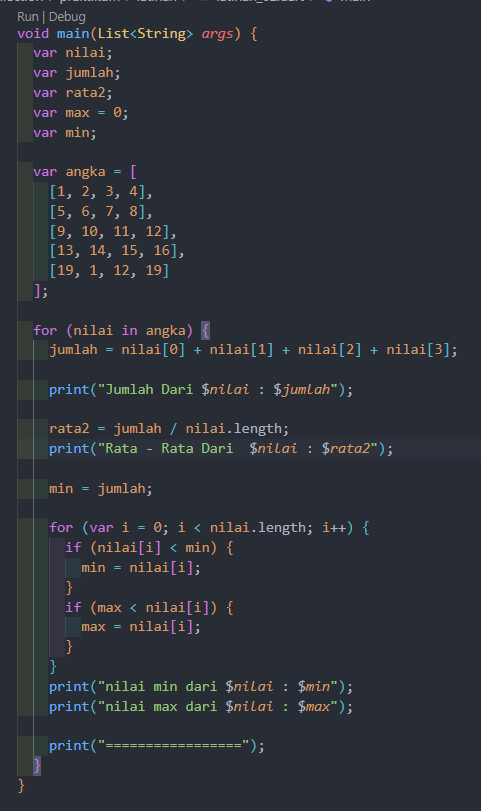 Run | Debug
void main(List<String> args) {
  var nilai;
  var jumlah;
  var rata2;
  var max = 0;
  var min;

  var angka = [
    [1, 2, 3, 4],
    [5, 6, 7, 8],
    [9, 10, 11, 12],
    [13, 14, 15, 16],
    [19, 1, 12, 19]
  ];

  for (nilai in angka) {
    jumlah = nilai[0] + nilai[1] + nilai[2] + nilai[3];

    print("Jumlah Dari $nilai : $jumlah");

    rata2 = jumlah / nilai.length;
    print("Rata - Rata Dari  $nilai : $rata2");

    min = jumlah;

    for (var i = 0; i < nilai.length; i++) {
      if (nilai[i] < min) {
        min = nilai[i];
      }
      if (max < nilai[i]) {
        max = nilai[i];
      }
    }
    print("nilai min dari $nilai : $min");
    print("nilai max dari $nilai : $max");

    print("=================");
  }
}